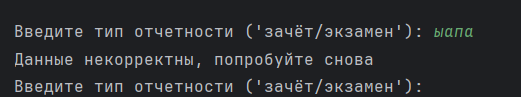 Введите тип отчетности ('зачёт/экзамен'): ыапа
Данные некорректны, попробуйте снова
Введите тип отчетности ('зачёт/экзамен'):